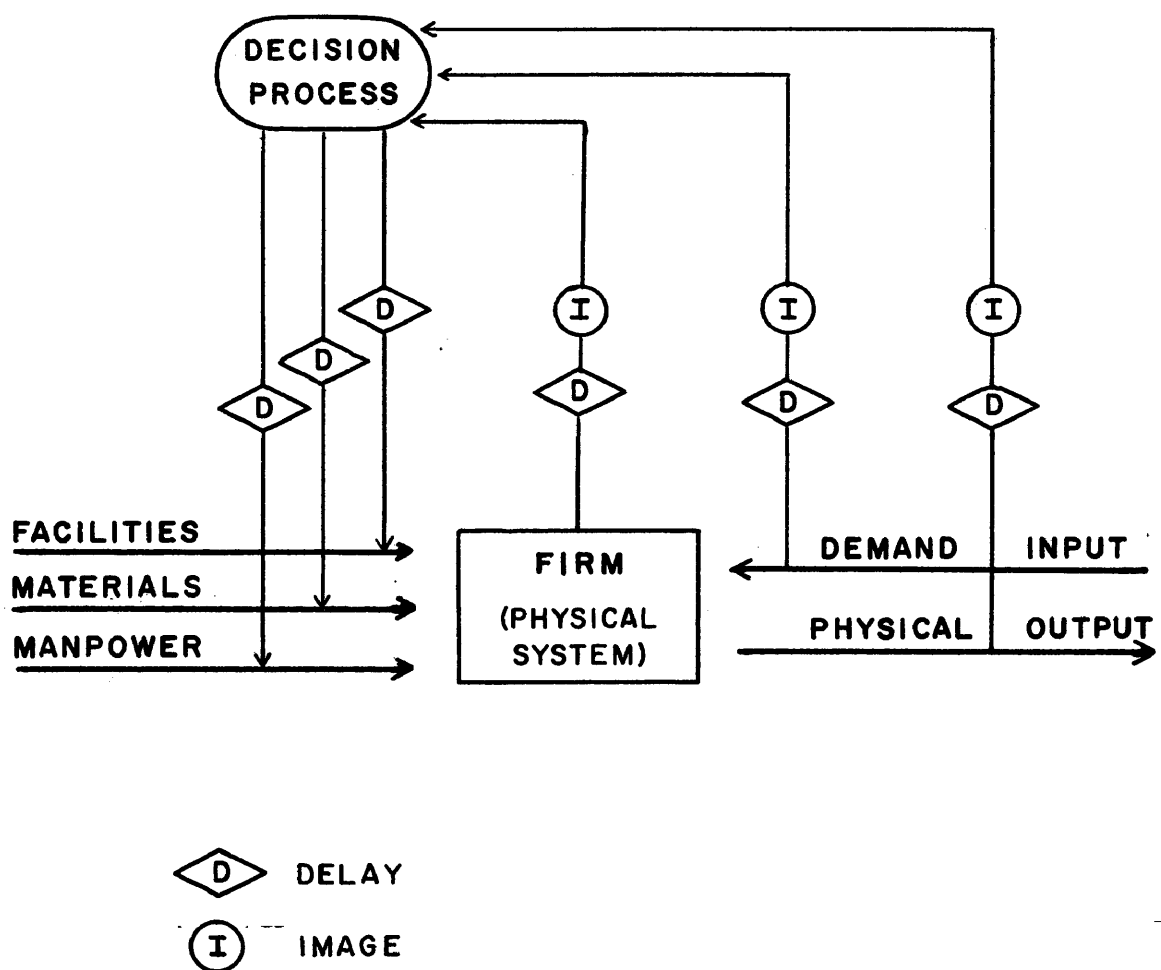 DECISION
PROCESS
D
I
I
I
D
D
D
D
D
FACILITIES
MATERIALS
MANPOWER
FIRM
(PHYSICAL
SYSTEM)
DEMAND INPUT
PHYSICAL OUTPUT
D DELAY
I IMAGE